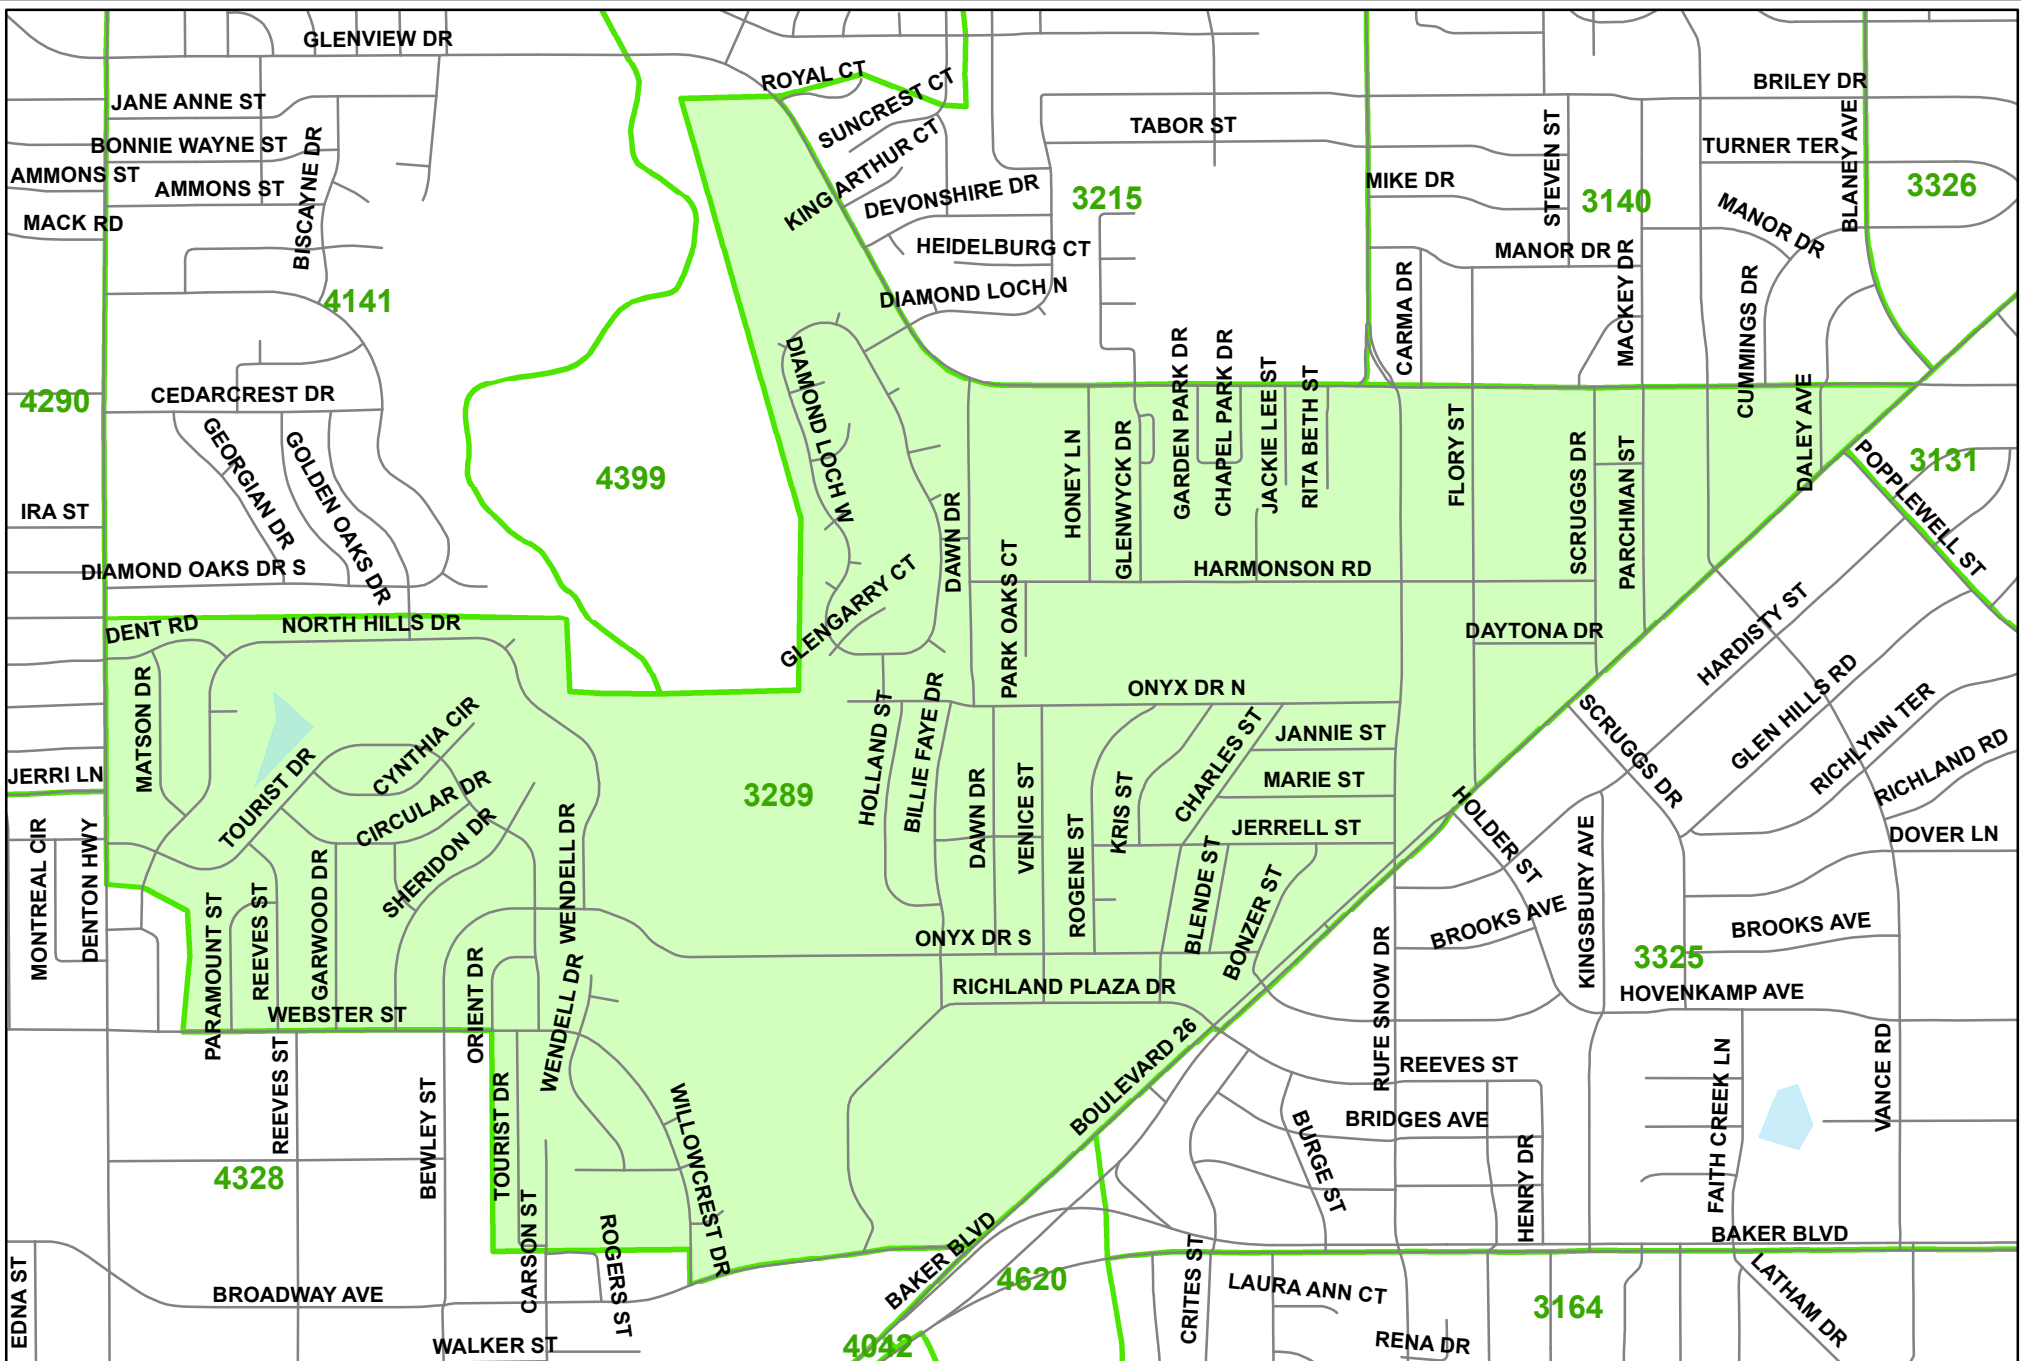 GLENVIEW DR
ROYAL CT
SUNCREST CT
BRILEY DR
JANE ANNE ST
TABOR ST
STEVEN ST
BLANEY AVE
BONNIE WAYNE ST
BISCAYNE DR
KING ARTHUR CT
TURNER TER
AMMONS ST
AMMONS ST
DEVONSHIRE DR
3215
MIKE DR
3140
3326
MACK RD
MANOR DR
HEIDELBURG CT
MANOR DR
MACKEY DR
4141
DIAMOND LOCH N
CARMA DR
CUMMINGS DR
GARDEN PARK DR
CHAPEL PARK DR
JACKIE LEE ST
RITA BETH ST
4290
CEDARCREST DR
DIAMOND LOCH W
DALEY AVE
GEORGIAN DR
GOLDEN OAKS DR
4399
HONEY LN
GLENWYCK DR
FLORY ST
SCRUGGS DR
PARCHMAN ST
3131
POPPLEWELL ST
IRA ST
DAWN DR
DIAMOND OAKS DR S
PARK OAKS CT
HARMONSON RD
GLENGARRY CT
DENT RD
NORTH HILLS DR
DAYTONA DR
HARDISTY ST
MATSON DR
ONYX DR N
GLEN HILLS RD
CYNTHIA CIR
HOLLAND ST
BILLIE FAYE DR
CHARLES ST
JANNIE ST
SCRUGGS DR
RICHLYNN TER
RICHLAND RD
JERRI LN
TOURIST DR
3289
MARIE ST
CIRCULAR DR
DAWN DR
VENICE ST
KRIS ST
JERRELL ST
HOLDER ST
DOVER LN
MONTREAL CIR
DENTON HWY
SHERIDON DR
WENDELL DR
ROGENE ST
BLENDE ST
BONZER ST
KINGSBURY AVE
PARAMOUNT ST
REEVES ST
GARWOOD DR
BROOKS AVE
BROOKS AVE
ONYX DR S
3325
ORIENT DR
WENDELL DR
RICHLAND PLAZA DR
RUFE SNOW DR
HOVENKAMP AVE
WEBSTER ST
BOULEVARD 26
REEVES ST
BEWLEY ST
TOURIST DR
WILLOWCREST DR
REEVES ST
FAITH CREEK LN
VANCE RD
BURGE ST
BRIDGES AVE
HENRY DR
4328
CARSON ST
ROGERS ST
BAKER BLVD
BAKER BLVD
EDNA ST
BROADWAY AVE
4620
CRITES ST
LAURA ANN CT
3164
LATHAM DR
WALKER ST
4042
RENA DR